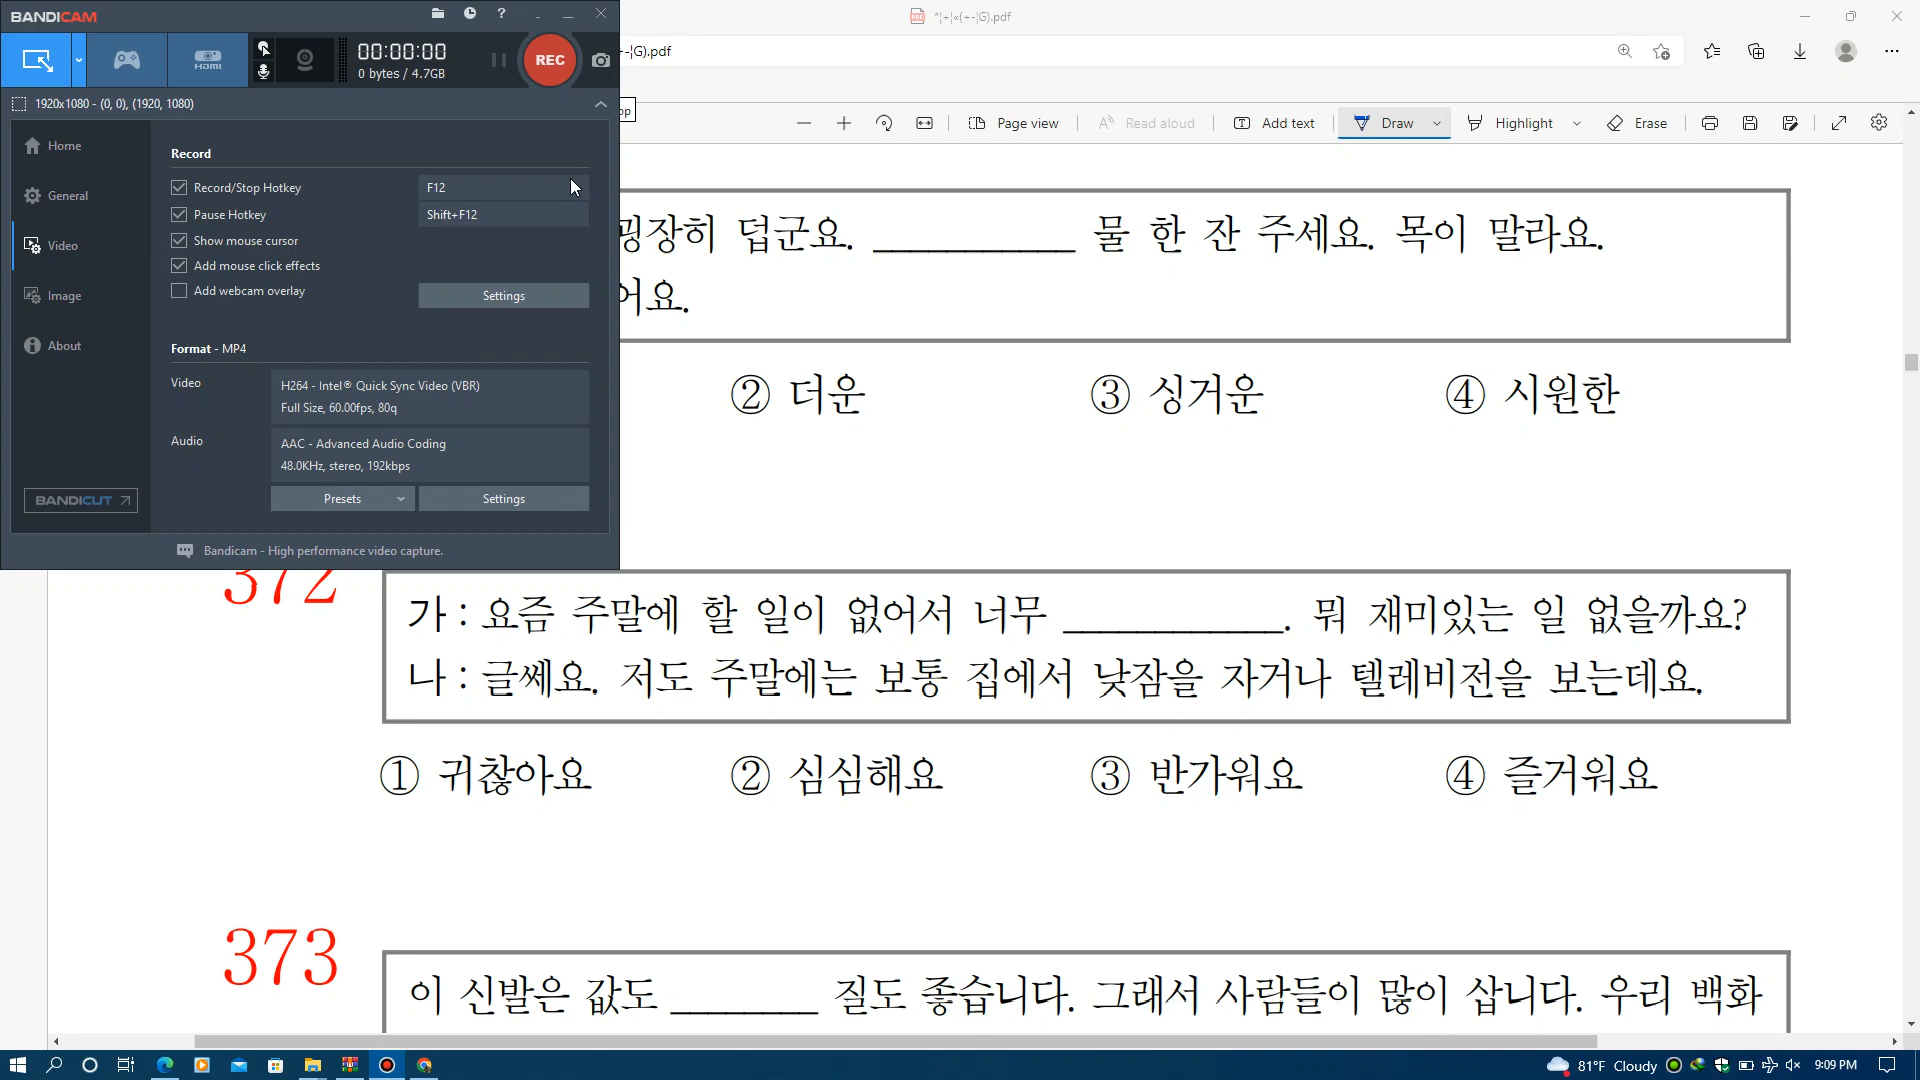 BANDICAM
*¦+¦«(+-¦G).pdf
00:00:00
0 bytes / 4.7GB
REC
HDMI
-¦G).pdf
1920x1080 - (0, 0), (1920, 1080)
op
Page view
Read aloud
Add text
Draw
Highlight
Erase
Home
General
Video
Image
About
BANDICUT
Record
Record/Stop Hotkey
F12
Pause Hotkey
Shift+F12
Show mouse cursor
Add mouse click effects
Add webcam overlay
Settings
Format - MP4
Video
H264 - Intel® Quick Sync Video (VBR)
Full Size, 60.00fps, 80q
Audio
AAC - Advanced Audio Coding
48.0KHz, stereo, 192kbps
Presets
Settings
Bandicam - High performance video capture.
굉장히 덥군요. ___________ 물 한 잔 주세요. 목이 말라요.
어요.
② 더운
③ 싱거운
④ 시원한
372
가 : 요즘 주말에 할 일이 없어서 너무 ____________. 뭐 재미있는 일 없을까요?
나 : 글쎄요. 저도 주말에는 보통 집에서 낮잠을 자거나 텔레비전을 보는데요.
① 귀찮아요
② 심심해요
③ 반가워요
④ 즐거워요
373
이 신발은 값도 ________ 질도 좋습니다. 그래서 사람들이 많이 삽니다. 우리 백화
81°F Cloudy
9:09 PM